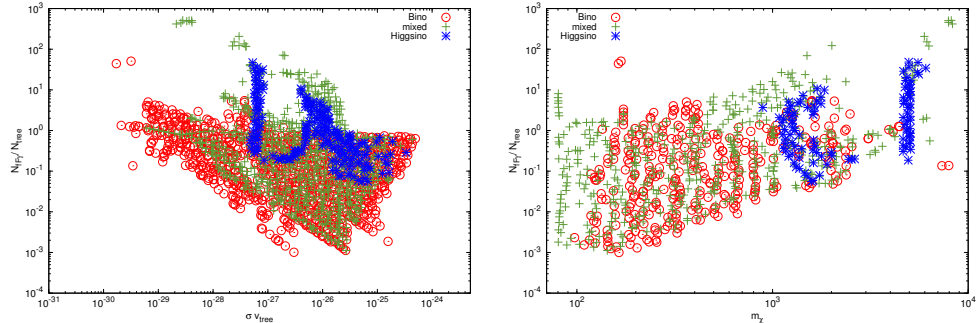 10^3
10^2
10^1
10^0
10^-1
10^-2
10^-3
10^-4
10^-31 10^-30 10^-29 10^-28 10^-27 10^-26 10^-25 10^-24
N_{IFγ} / N_{tree}
σ v_{tree}
Bino
mixed
Higgsino
10^3
10^2
10^1
10^0
10^-1
10^-2
10^-3
10^-4
10^2 10^3 10^4
N_{IFγ} / N_{tree}
m_χ
Bino
mixed
Higgsino